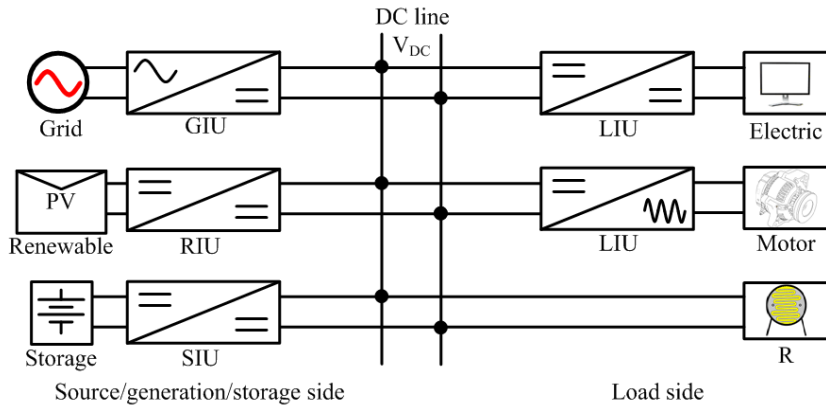 DC line
VDC
Grid
GIU
LIU
Electric
PV
Renewable
RIU
LIU
Motor
Storage
SIU
R
Source/generation/storage side
Load side